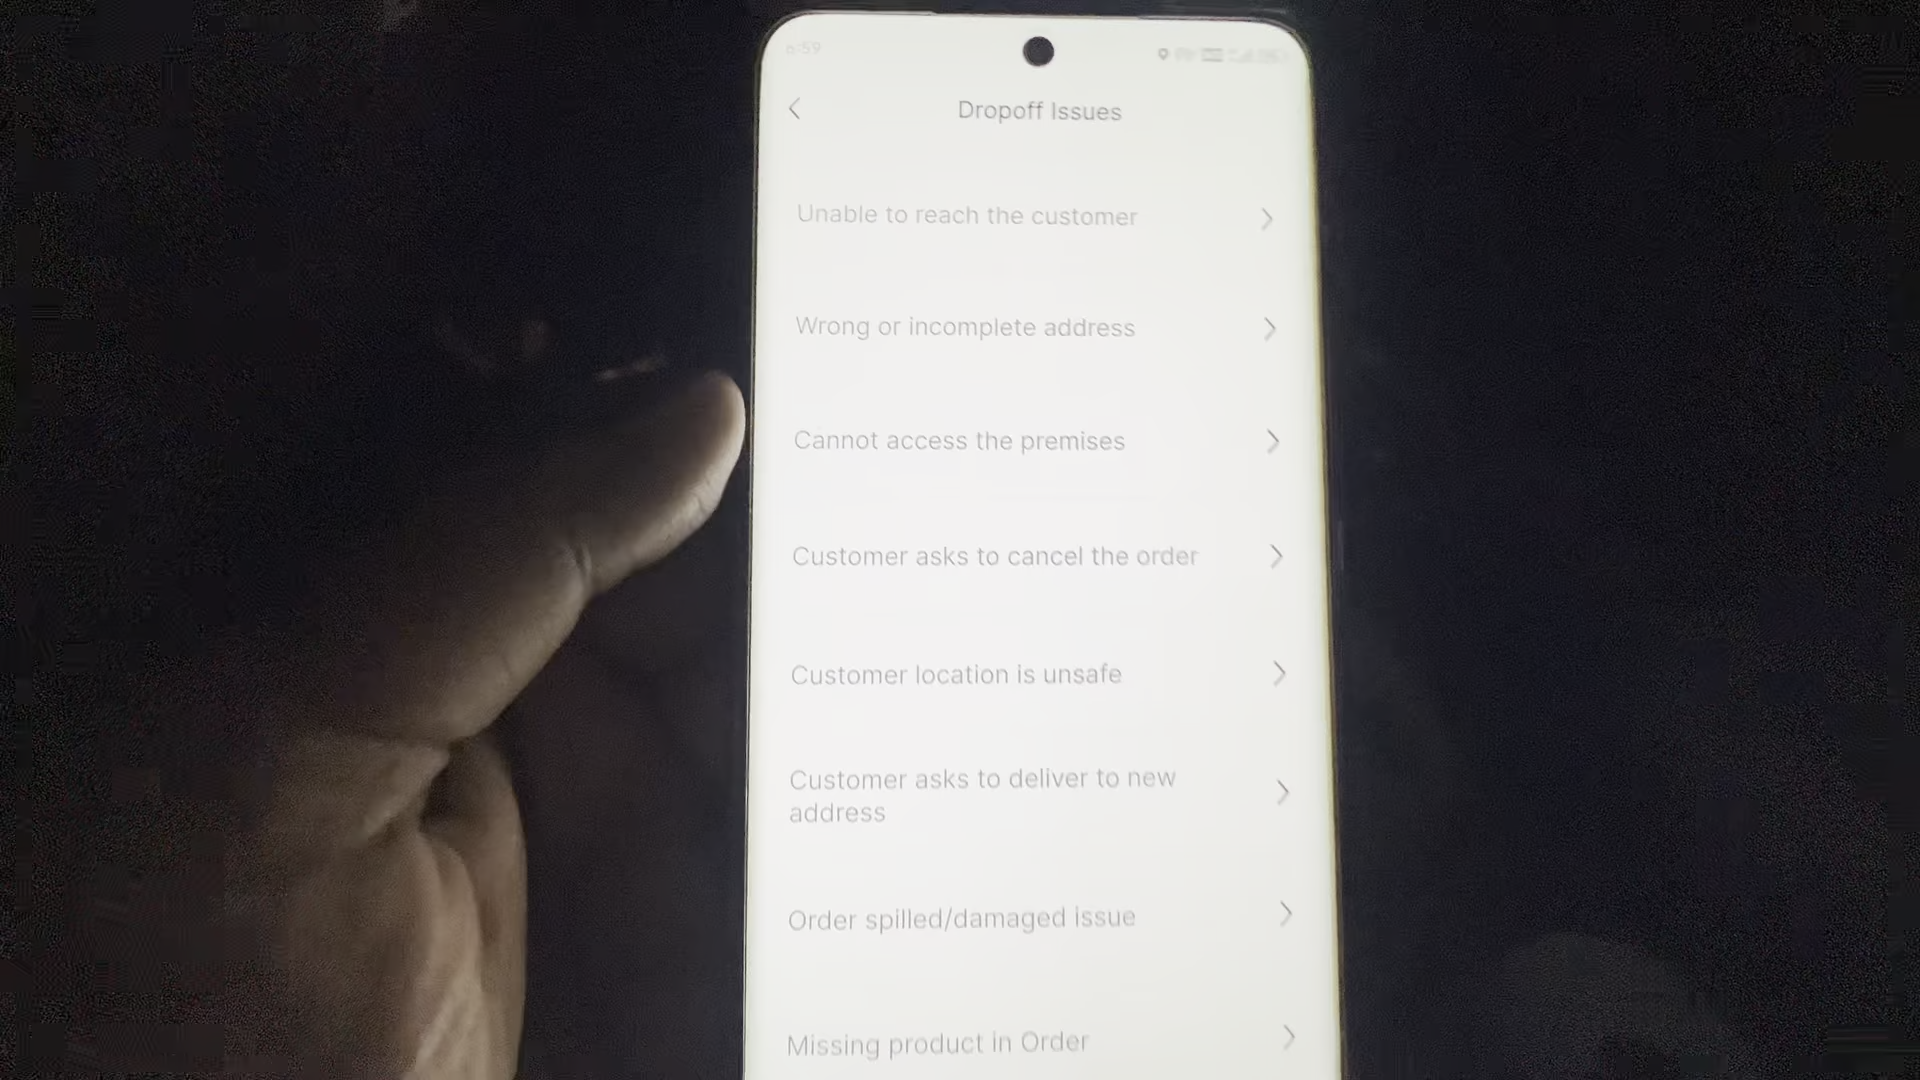 6:59
Dropoff Issues
Unable to reach the customer
Wrong or incomplete address
Cannot access the premises
Customer asks to cancel the order
Customer location is unsafe
Customer asks to deliver to new
address
Order spilled/damaged issue
Missing product in Order